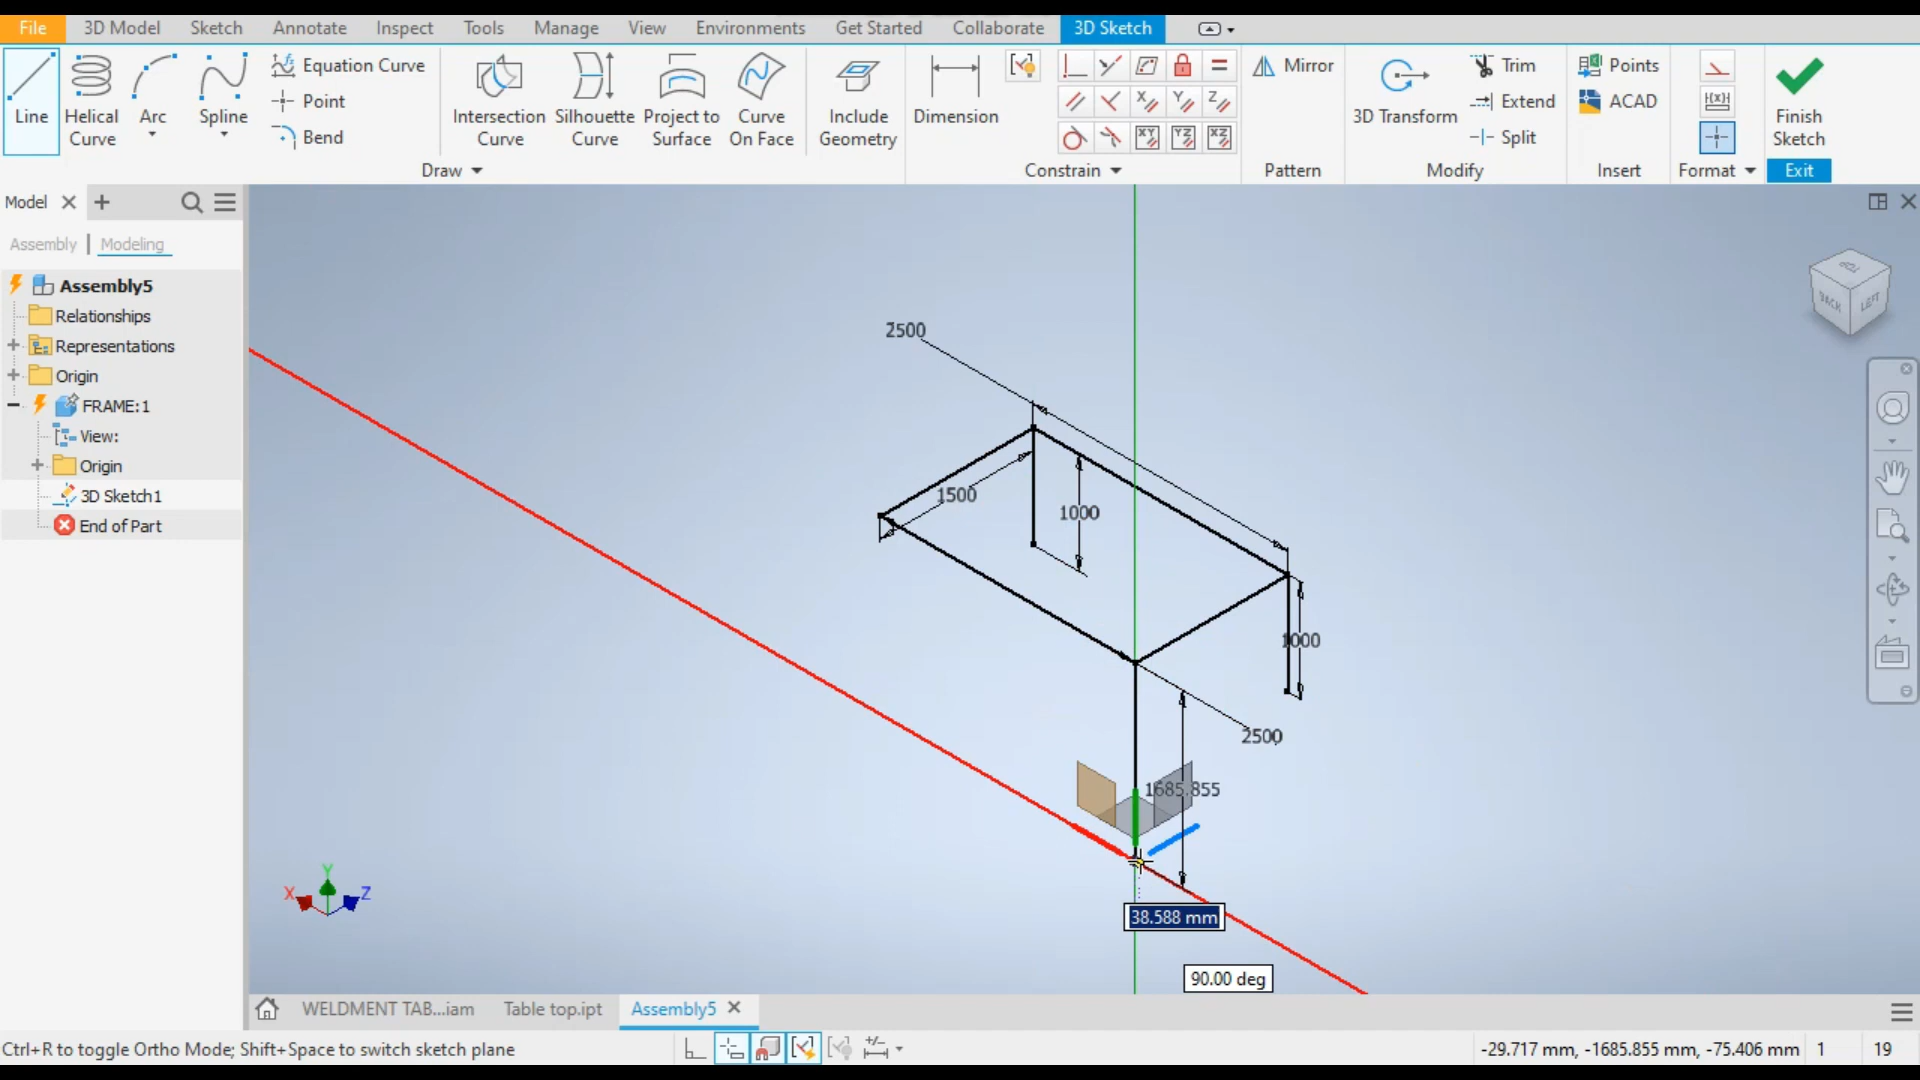 File 3D Model Sketch Annotate Inspect Tools Manage View Environments Get Started Collaborate 3D Sketch
Line
Helical Curve
Arc
Spline
Equation Curve
Point
Bend
Draw
Intersection Curve
Silhouette Curve
Project to Surface
Curve On Face
Include Geometry
Dimension
Constrain
Mirror
Pattern
3D Transform
Trim
Extend
Split
Modify
Points
ACAD
Insert
Format
Finish Sketch
Exit
Model
Assembly | Modeling
Assembly5
Relationships
Representations
Origin
FRAME:1
View:
Origin
3D Sketch1
End of Part
2500
1500
1000
1000
2500
1685.855
38.588 mm
90.00 deg
BACK LEFT
X Y Z
WELDMENT TAB...iam Table top.ipt Assembly5
Ctrl+R to toggle Ortho Mode; Shift+Space to switch sketch plane
-29.717 mm, -1685.855 mm, -75.406 mm 1 19